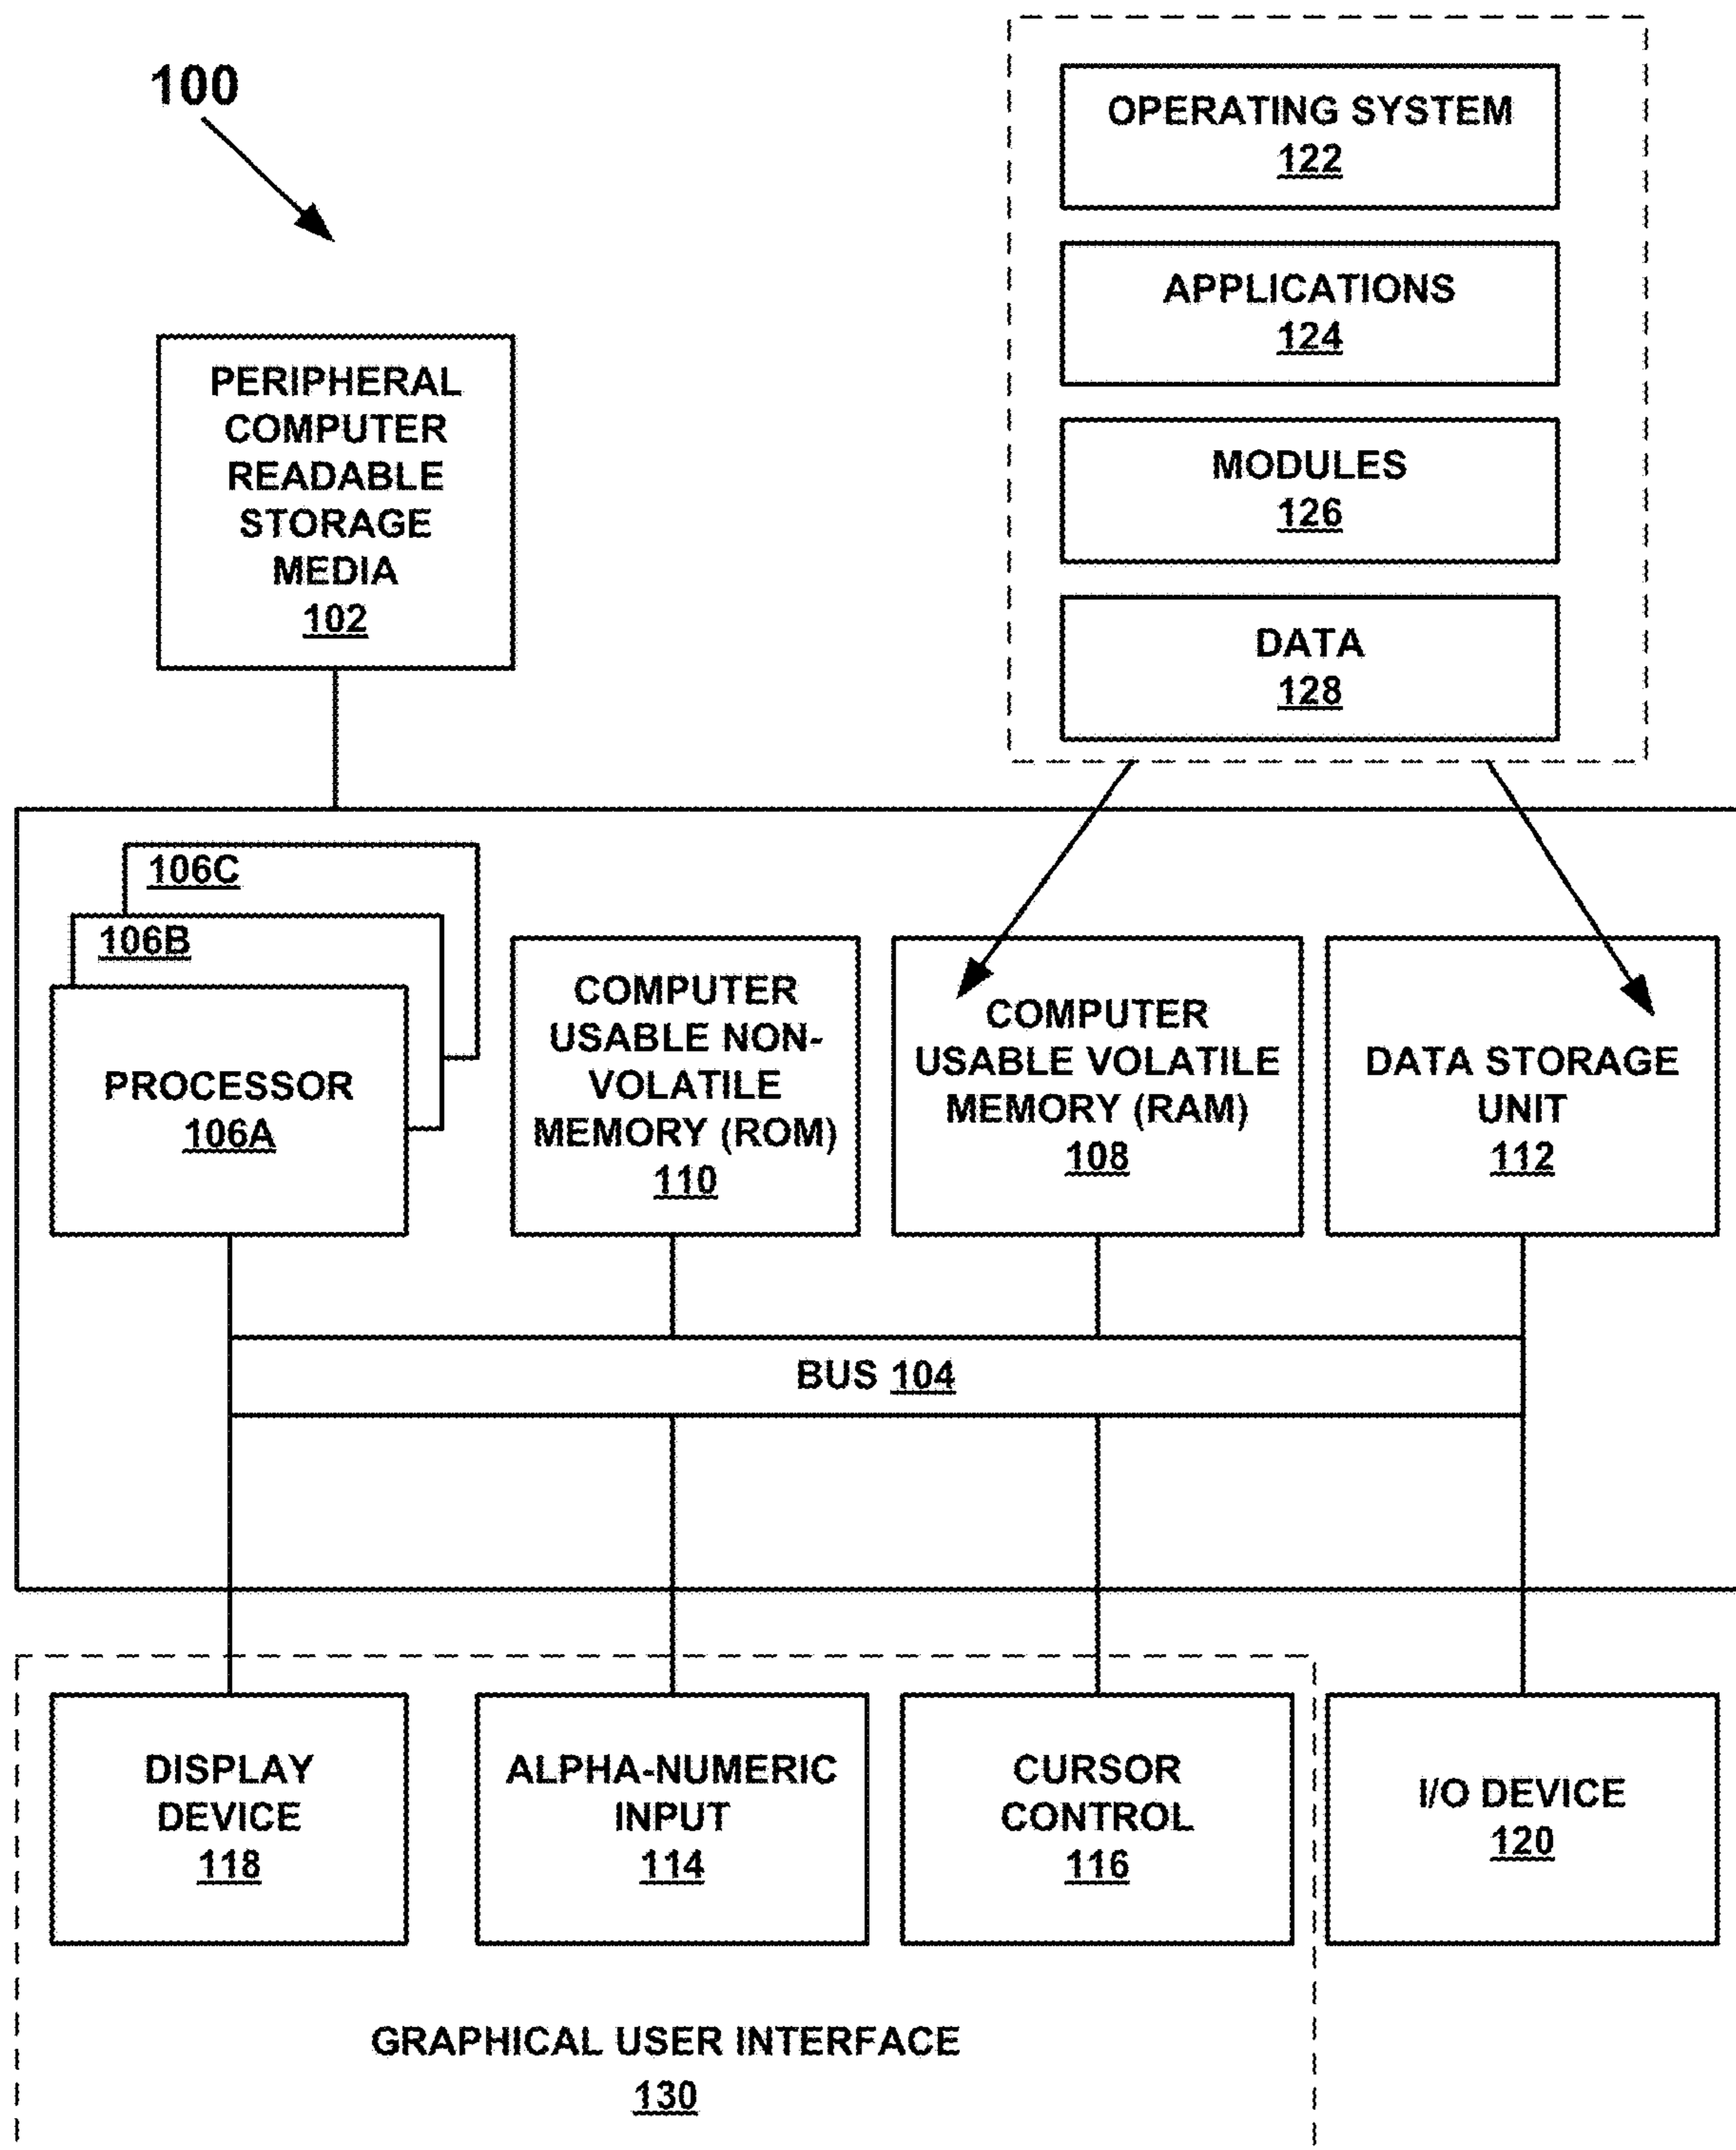 100
OPERATING SYSTEM
122
APPLICATIONS
124
MODULES
126
DATA
128
PERIPHERAL
COMPUTER
READABLE
STORAGE
MEDIA
102
106C
106B
PROCESSOR
106A
COMPUTER
USABLE NON-
VOLATILE
MEMORY (ROM)
110
COMPUTER
USABLE VOLATILE
MEMORY (RAM)
108
DATA STORAGE
UNIT
112
BUS 104
DISPLAY
DEVICE
118
ALPHA-NUMERIC
INPUT
114
CURSOR
CONTROL
116
I/O DEVICE
120
GRAPHICAL USER INTERFACE
130